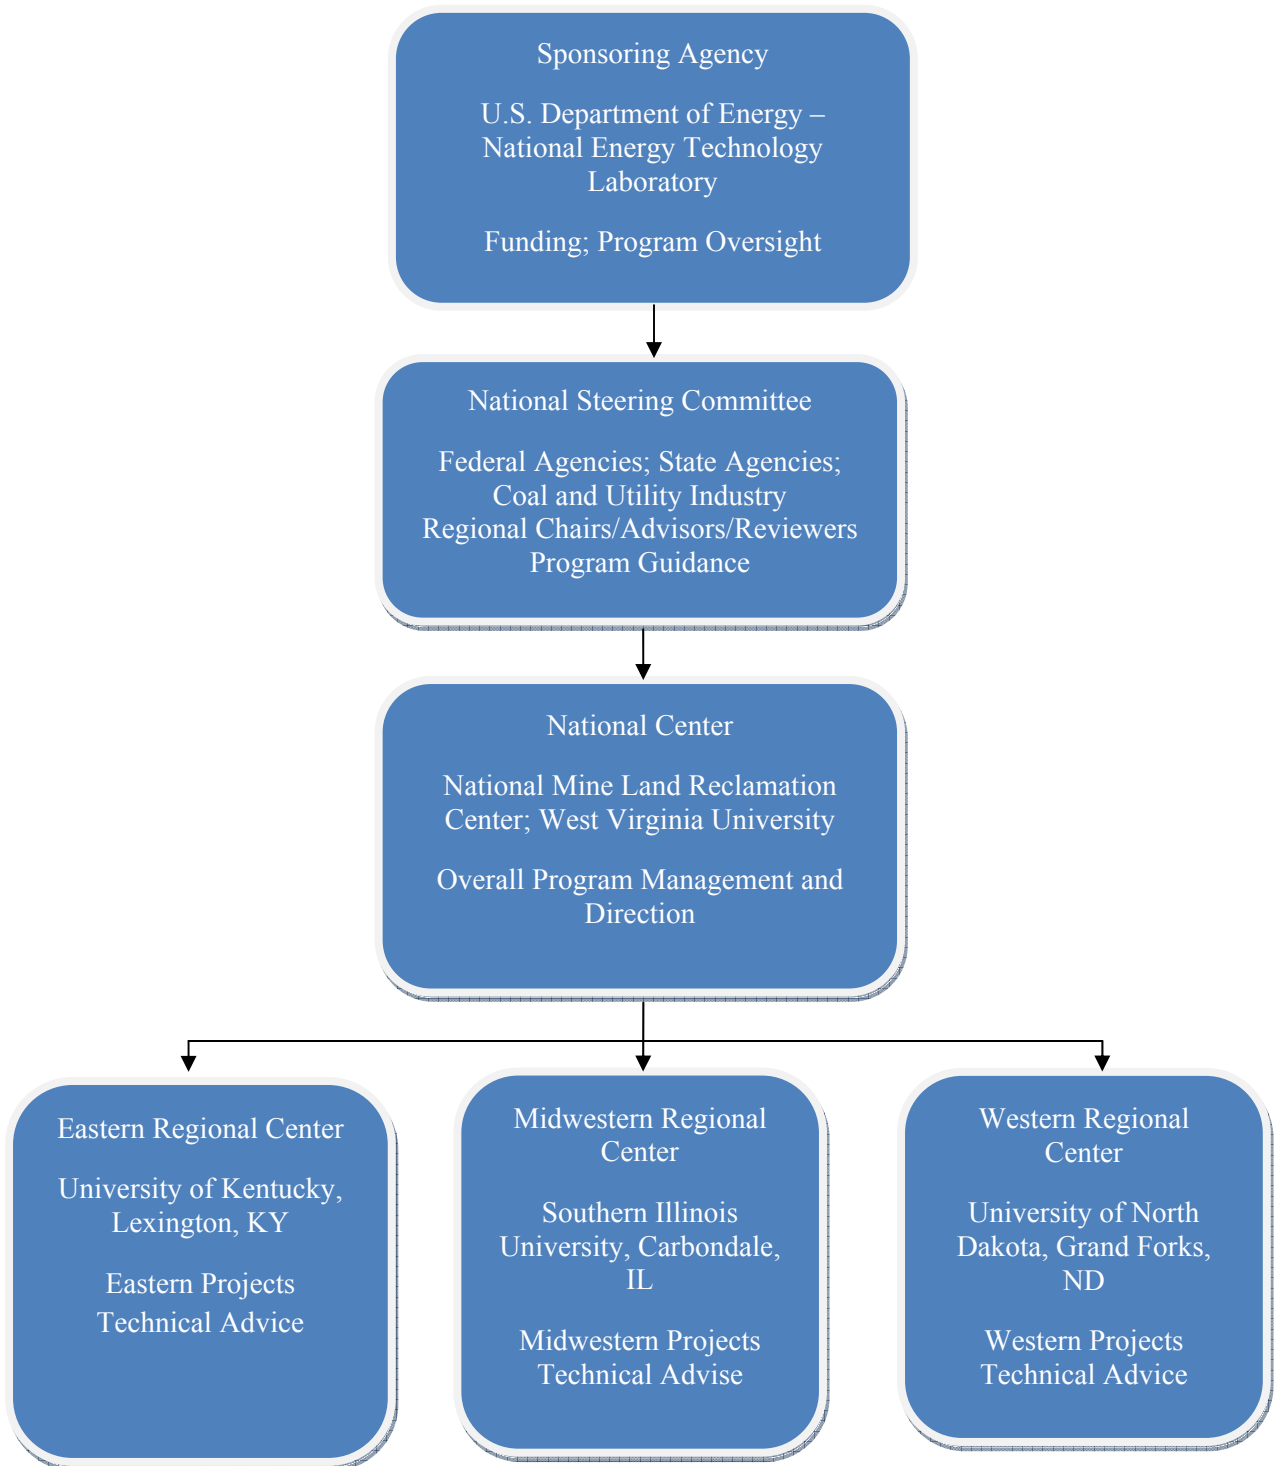 Sponsoring Agency
U.S. Department of Energy –
National Energy Technology
Laboratory
Funding; Program Oversight
National Steering Committee
Federal Agencies; State Agencies;
Coal and Utility Industry
Regional Chairs/Advisors/Reviewers
Program Guidance
National Center
National Mine Land Reclamation
Center; West Virginia University
Overall Program Management and
Direction
Eastern Regional Center
University of Kentucky,
Lexington, KY
Eastern Projects
Technical Advice
Midwestern Regional
Center
Southern Illinois
University, Carbondale,
IL
Midwestern Projects
Technical Advise
Western Regional
Center
University of North
Dakota, Grand Forks,
ND
Western Projects
Technical Advice